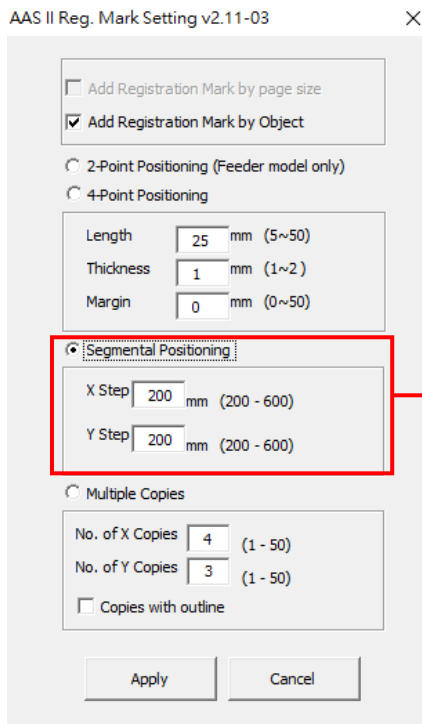 AAS II Reg. Mark Setting v2.11-03
Add Registration Mark by page size
Add Registration Mark by Object
2-Point Positioning (Feeder model only)
4-Point Positioning
Length 25 mm (5~50)
Thickness 1 mm (1~2 )
Margin 0 mm (0~50)
Segmental Positioning
X Step 200 mm (200 - 600)
Y Step 200 mm (200 - 600)
Multiple Copies
No. of X Copies 4 (1 - 50)
No. of Y Copies 3 (1 - 50)
Copies with outline
Apply Cancel